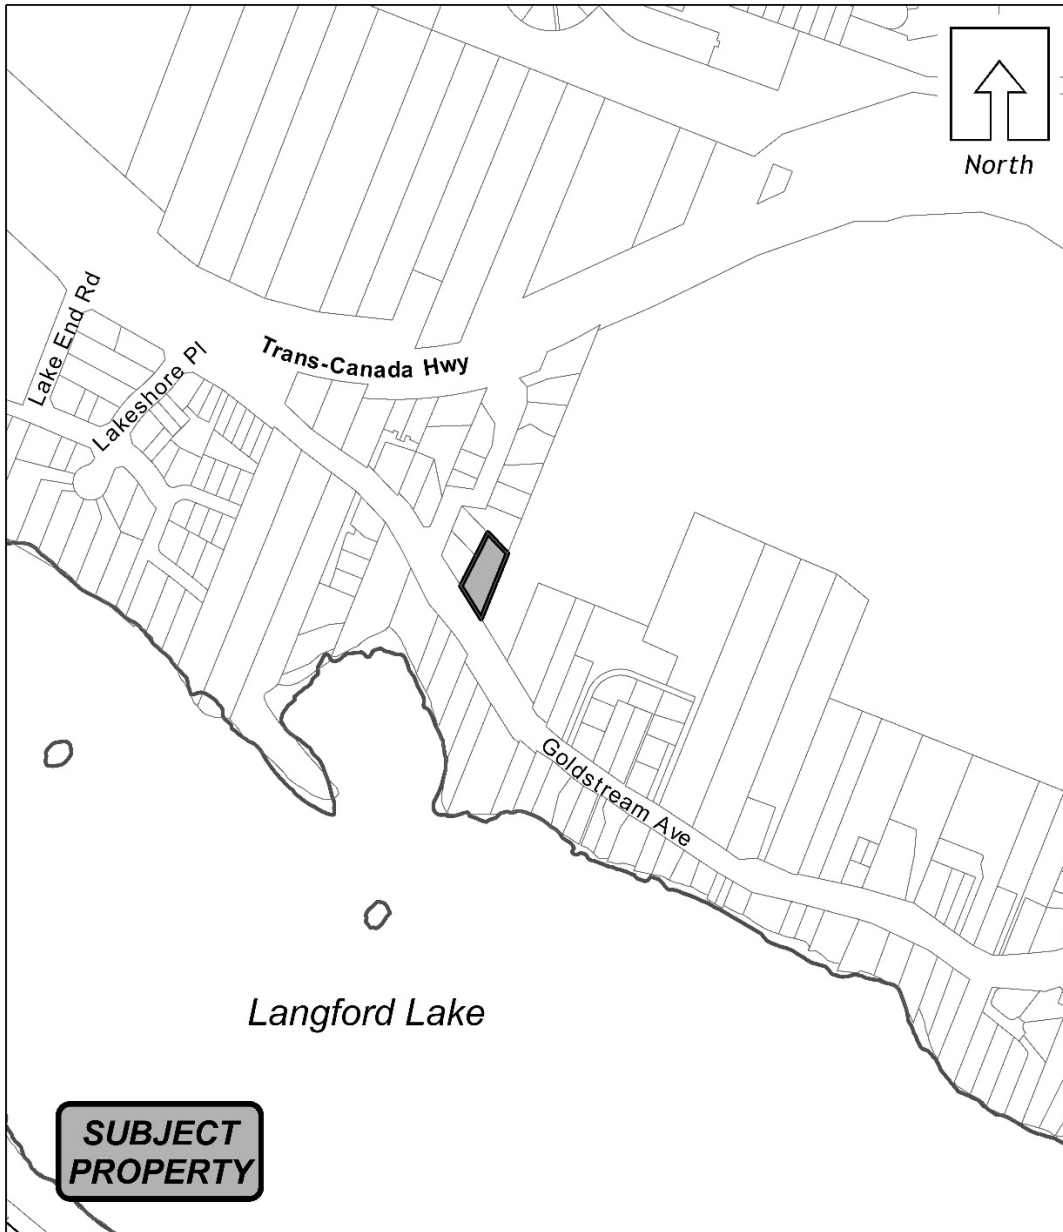 North
Lake End Rd
Lakeshore Pl
Trans-Canada Hwy
Goldstream Ave
Langford Lake
SUBJECT
PROPERTY